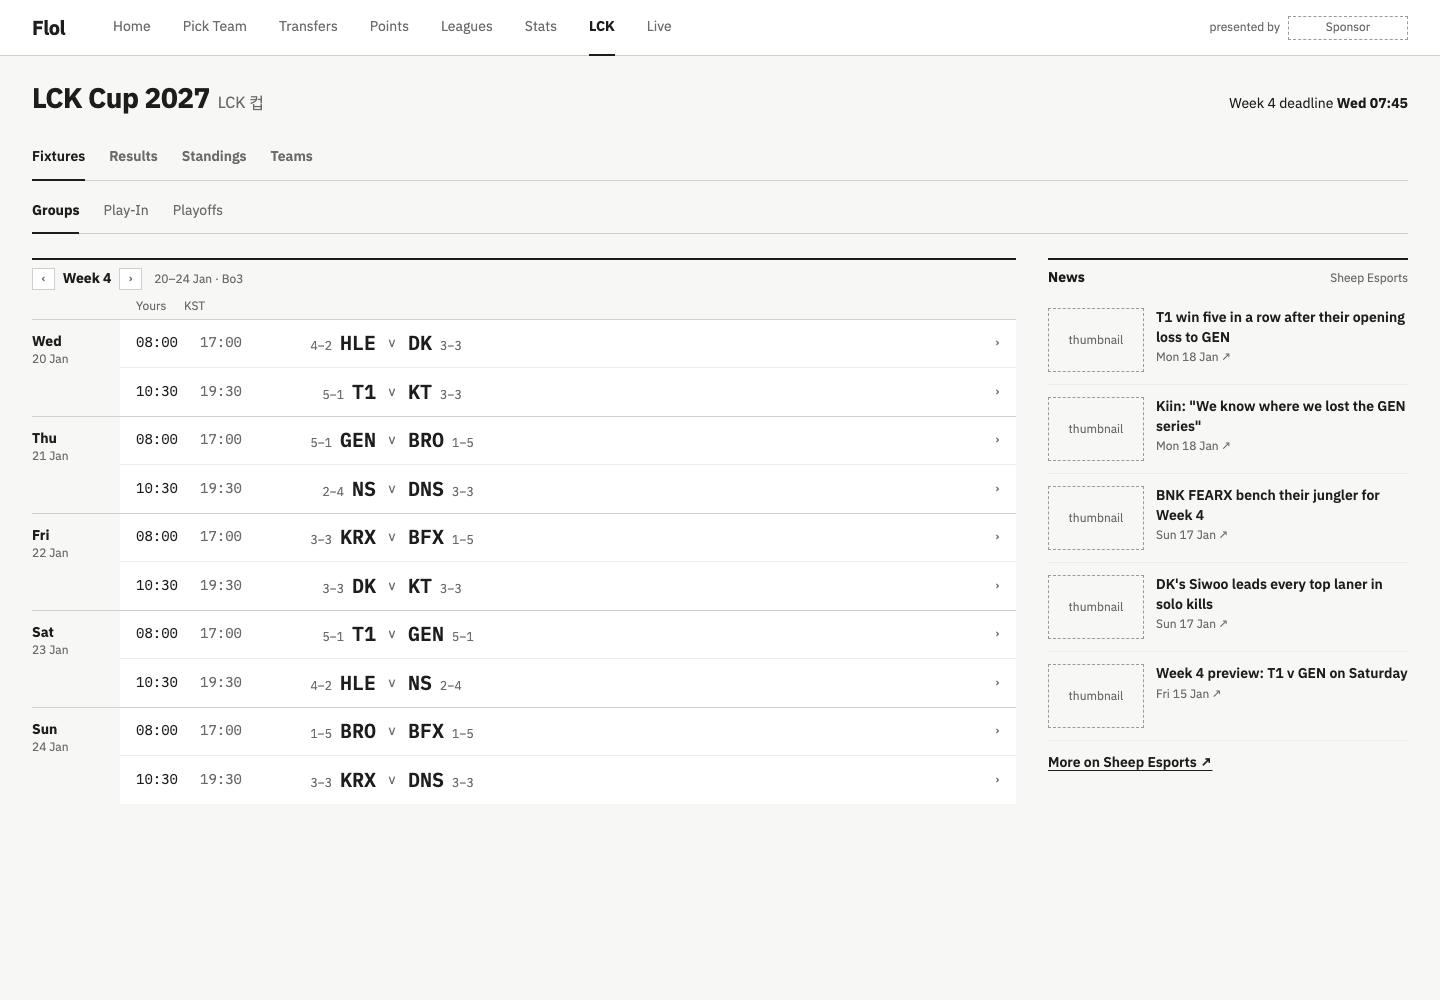 Flol Home Pick Team Transfers Points Leagues Stats LCK Live presented by Sponsor
LCK Cup 2027 LCK 컵 Week 4 deadline Wed 07:45
Fixtures Results Standings Teams
Groups Play-In Playoffs
‹ Week 4 › 20–24 Jan · Bo3
Yours KST
Wed 08:00 17:00 4–2 HLE v DK 3–3 ›
20 Jan
10:30 19:30 5–1 T1 v KT 3–3 ›
Thu 08:00 17:00 5–1 GEN v BRO 1–5 ›
21 Jan
10:30 19:30 2–4 NS v DNS 3–3 ›
Fri 08:00 17:00 3–3 KRX v BFX 1–5 ›
22 Jan
10:30 19:30 3–3 DK v KT 3–3 ›
Sat 08:00 17:00 5–1 T1 v GEN 5–1 ›
23 Jan
10:30 19:30 4–2 HLE v NS 2–4 ›
Sun 08:00 17:00 1–5 BRO v BFX 1–5 ›
24 Jan
10:30 19:30 3–3 KRX v DNS 3–3 ›
News Sheep Esports
thumbnail
T1 win five in a row after their opening
loss to GEN
Mon 18 Jan ↗
thumbnail
Kiin: "We know where we lost the GEN
series"
Mon 18 Jan ↗
thumbnail
BNK FEARX bench their jungler for
Week 4
Sun 17 Jan ↗
thumbnail
DK's Siwoo leads every top laner in
solo kills
Sun 17 Jan ↗
thumbnail
Week 4 preview: T1 v GEN on Saturday
Fri 15 Jan ↗
More on Sheep Esports ↗